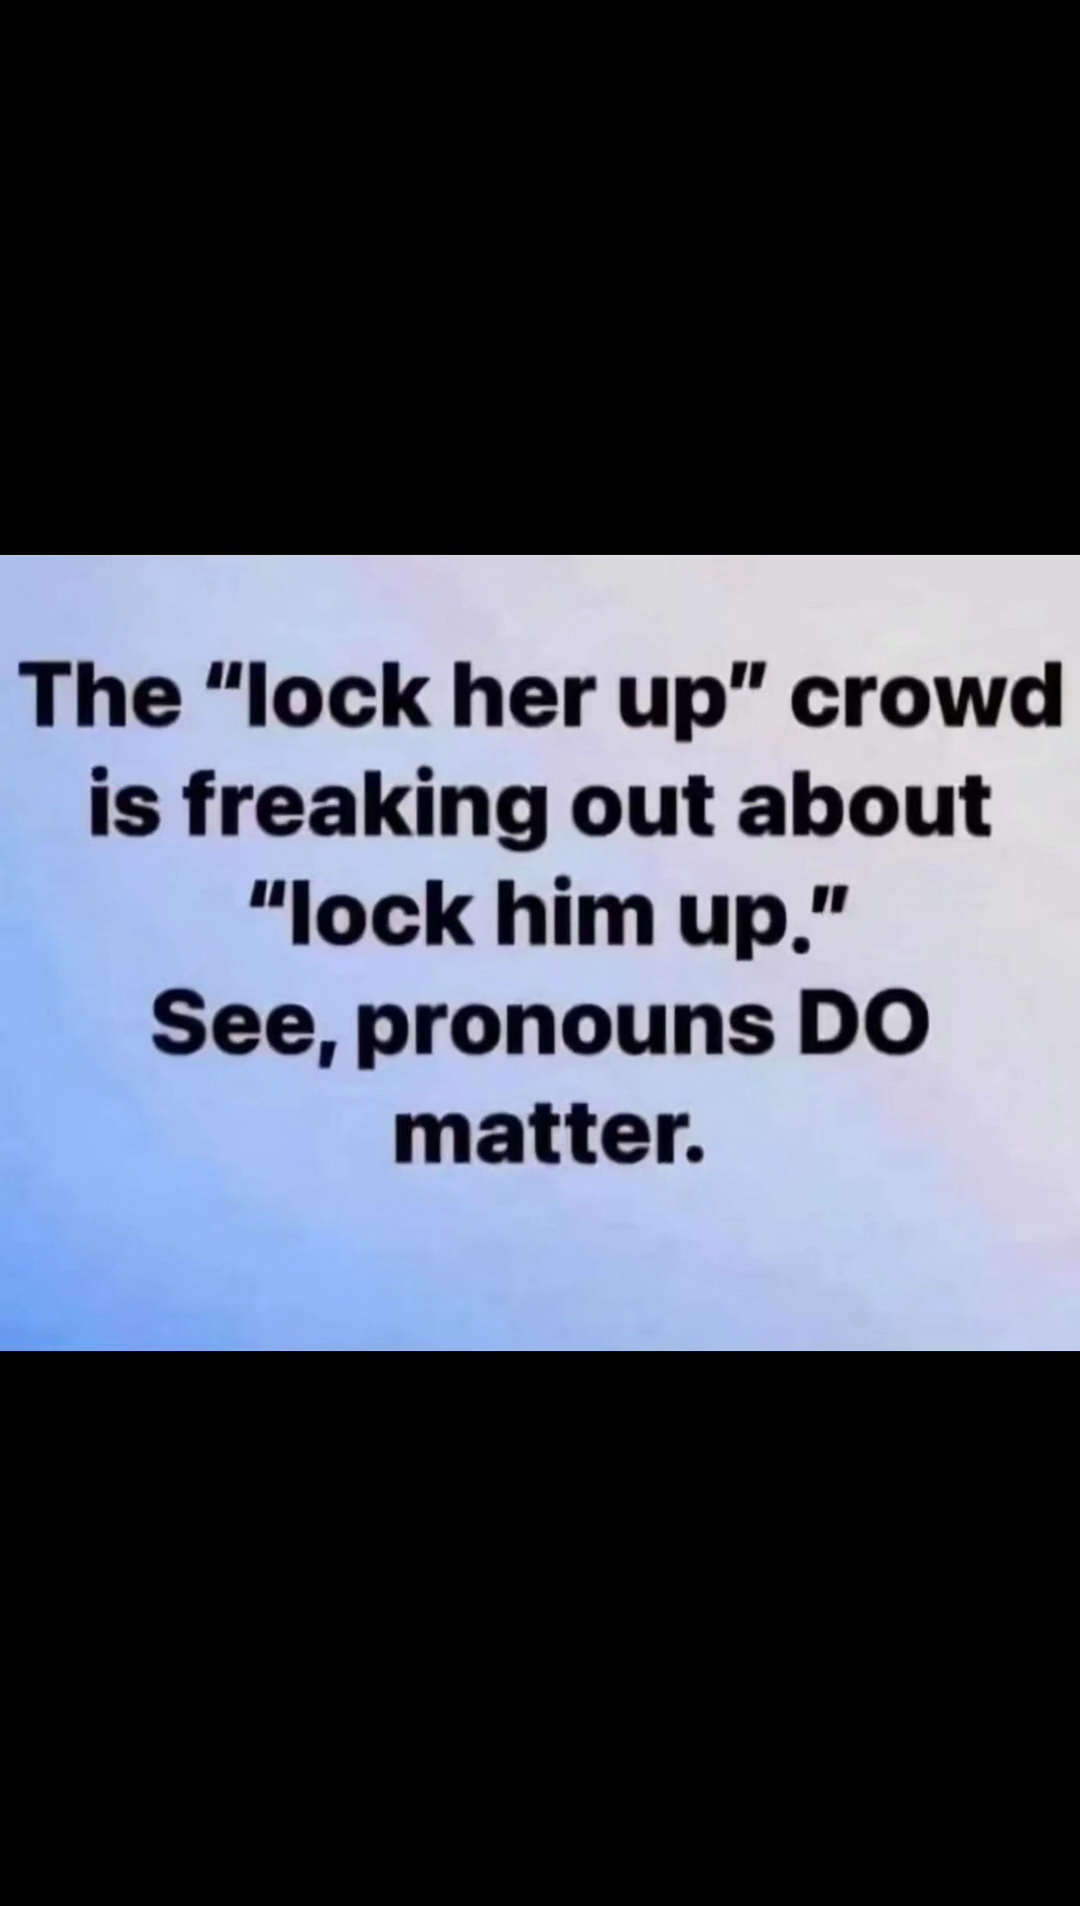 The “lock her up” crowd
is freaking out about
“lock him up.”
See, pronouns DO
matter.